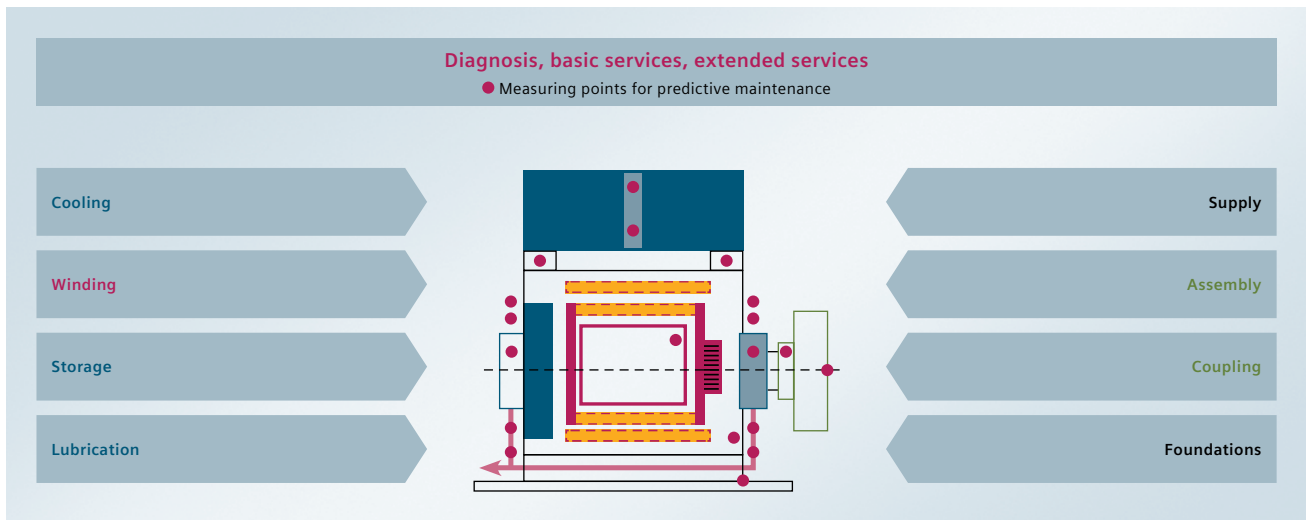 Diagnosis, basic services, extended services
Measuring points for predictive maintenance
Cooling
Winding
Storage
Lubrication
Supply
Assembly
Coupling
Foundations